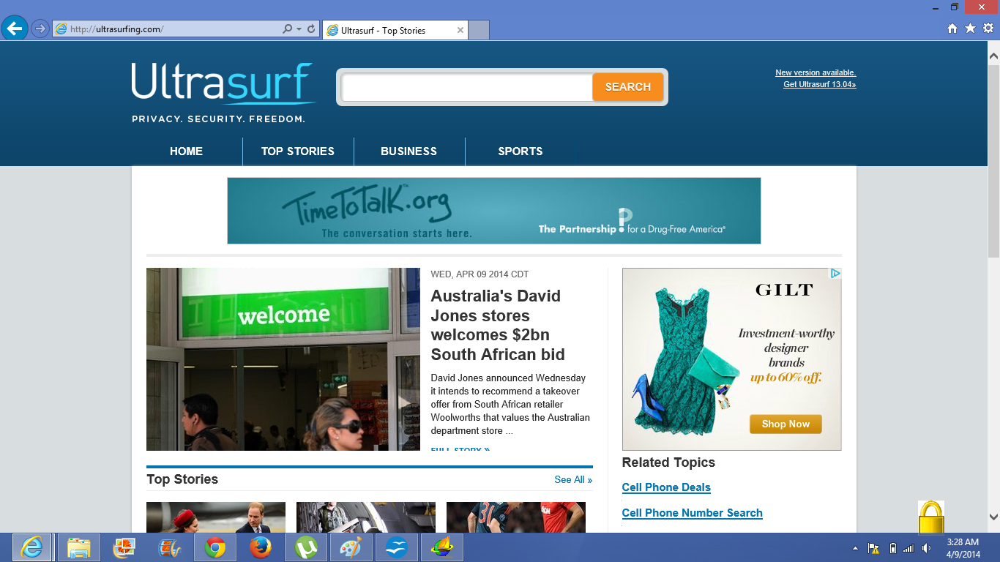 http://ultrasurfing.com/
Ultrasurf - Top Stories
Ultrasurf
PRIVACY. SECURITY. FREEDOM.
SEARCH
New version available.
Get Ultrasurf 13.04»
HOME
TOP STORIES
BUSINESS
SPORTS
TimeToTalk.org™
The conversation starts here.
The Partnership for a Drug-Free America®
welcome
WED, APR 09 2014 CDT
Australia's David
Jones stores
welcomes $2bn
South African bid
David Jones announced Wednesday
it intends to recommend a takeover
offer from South African retailer
Woolworths that values the Australian
department store ...
FULL STORY »
GILT
Investment-worthy
designer
brands
up to 60% off.
Shop Now
Top Stories
See All »
31
Related Topics
Cell Phone Deals
Cell Phone Number Search
3:28 AM
4/9/2014